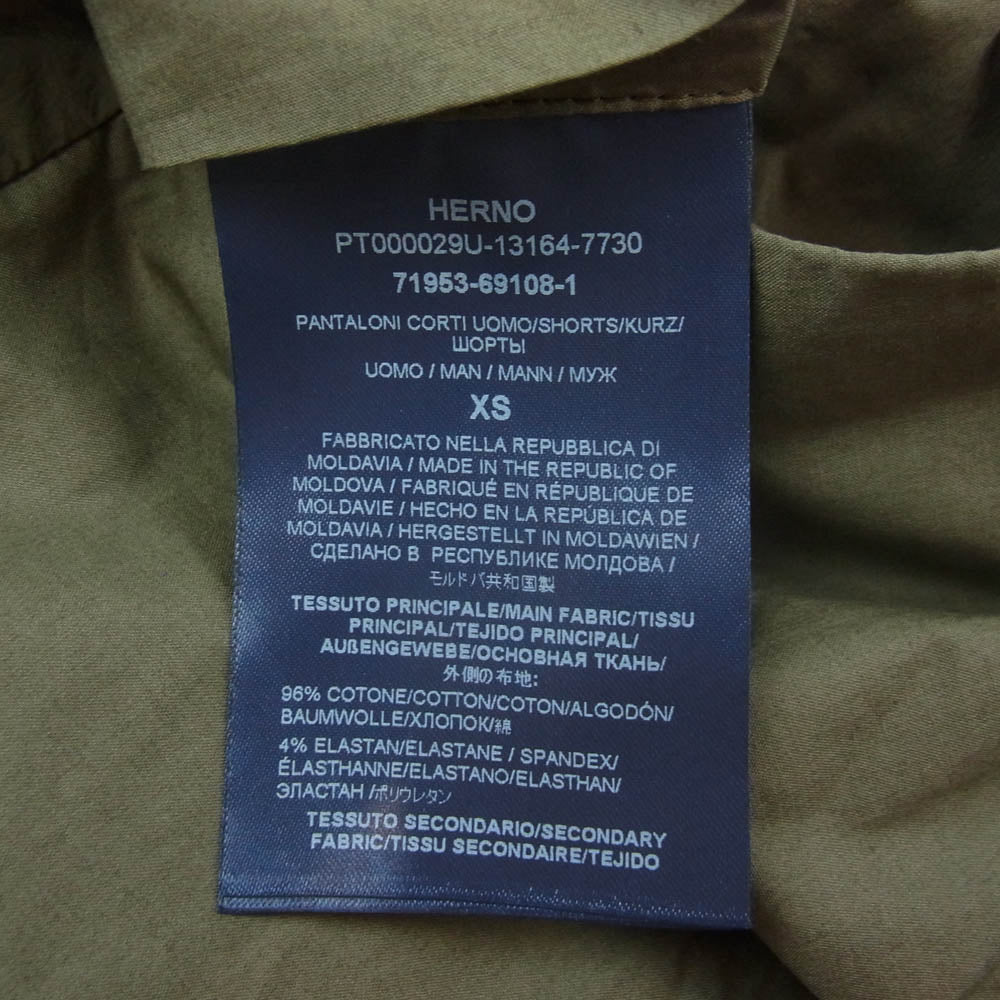 HERNO
PT000029U-13164-7730
71953-69108-1
PANTALONI CORTI UOMO/SHORTS/KURZ/
ШОРТЫ
UOMO / MAN / MANN / МУЖ
XS
FABBRICATO NELLA REPUBBLICA DI
MOLDAVIA / MADE IN THE REPUBLIC OF
MOLDOVA / FABRIQUÉ EN RÉPUBLIQUE DE
MOLDAVIE / HECHO EN LA REPÚBLICA DE
MOLDAVIA / HERGESTELLT IN MOLDAWIEN /
СДЕЛАНО В РЕСПУБЛИКЕ МОЛДОВА /
モルドバ共和国製
TESSUTO PRINCIPALE/MAIN FABRIC/TISSU
PRINCIPAL/TEJIDO PRINCIPAL/
AUßENGEWEBE/ОСНОВНАЯ ТКАНЬ/
外側の布地:
96% COTONE/COTTON/COTON/ALGODÓN/
BAUMWOLLE/ХЛОПОК/綿
4% ELASTAN/ELASTANE / SPANDEX/
ÉLASTHANNE/ELASTANO/ELASTHAN/
ЭЛАСТАН /ポリウレタン
TESSUTO SECONDARIO/SECONDARY
FABRIC/TISSU SECONDAIRE/TEJIDO